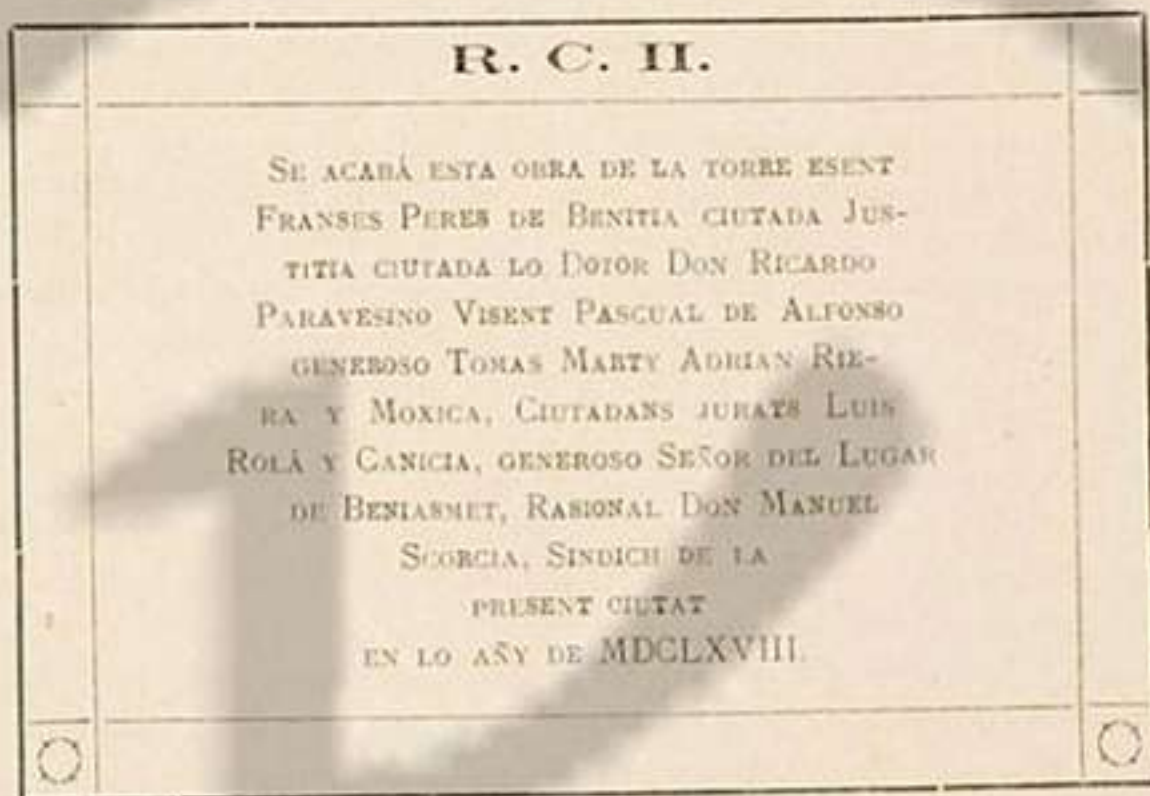 R. C. II.
SE ACABÁ ESTA OBRA DE LA TORRE ESENT
FRANSES PERES DE BENITIA CIUTADA JUS-
TITIA CIUTADA LO DOTOR DON RICARDO
PARAVESINO VISENT PASCUAL DE ALFONSO
GENEROSO TOMAS MARTY ADRIAN RIE-
RA Y MOXICA, CIUTADANS JURATS LUIS
ROLÁ Y CANICIA, GENEROSO SEÑOR DEL LUGAR
DE BENIASMET, RASIONAL DON MANUEL
SCORCIA, SINDICH DE LA
PRESENT CIUTAT
EN LO AÑY DE MDCLXVIII.